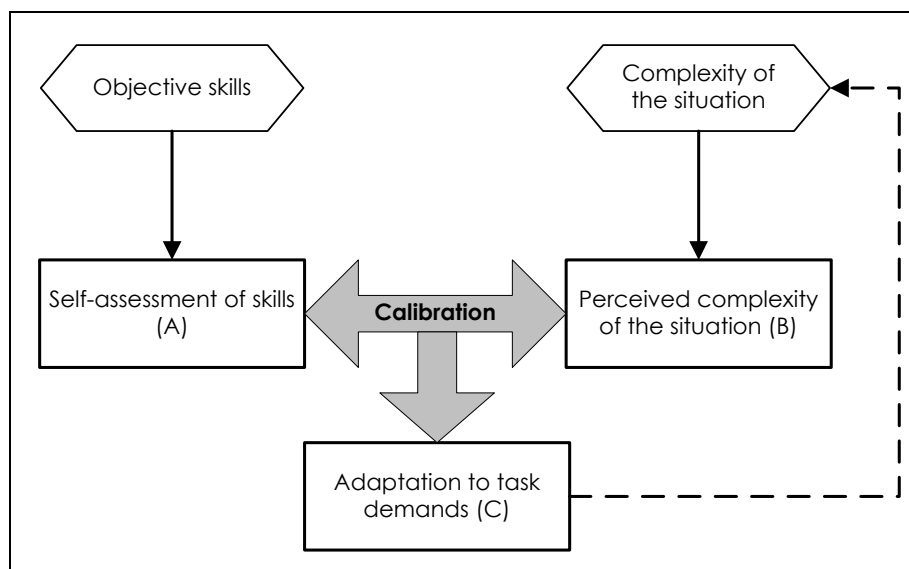 Objective skills
Complexity of
the situation
Self-assessment of skills
(A)
Calibration
Perceived complexity
of the situation (B)
Adaptation to task
demands (C)